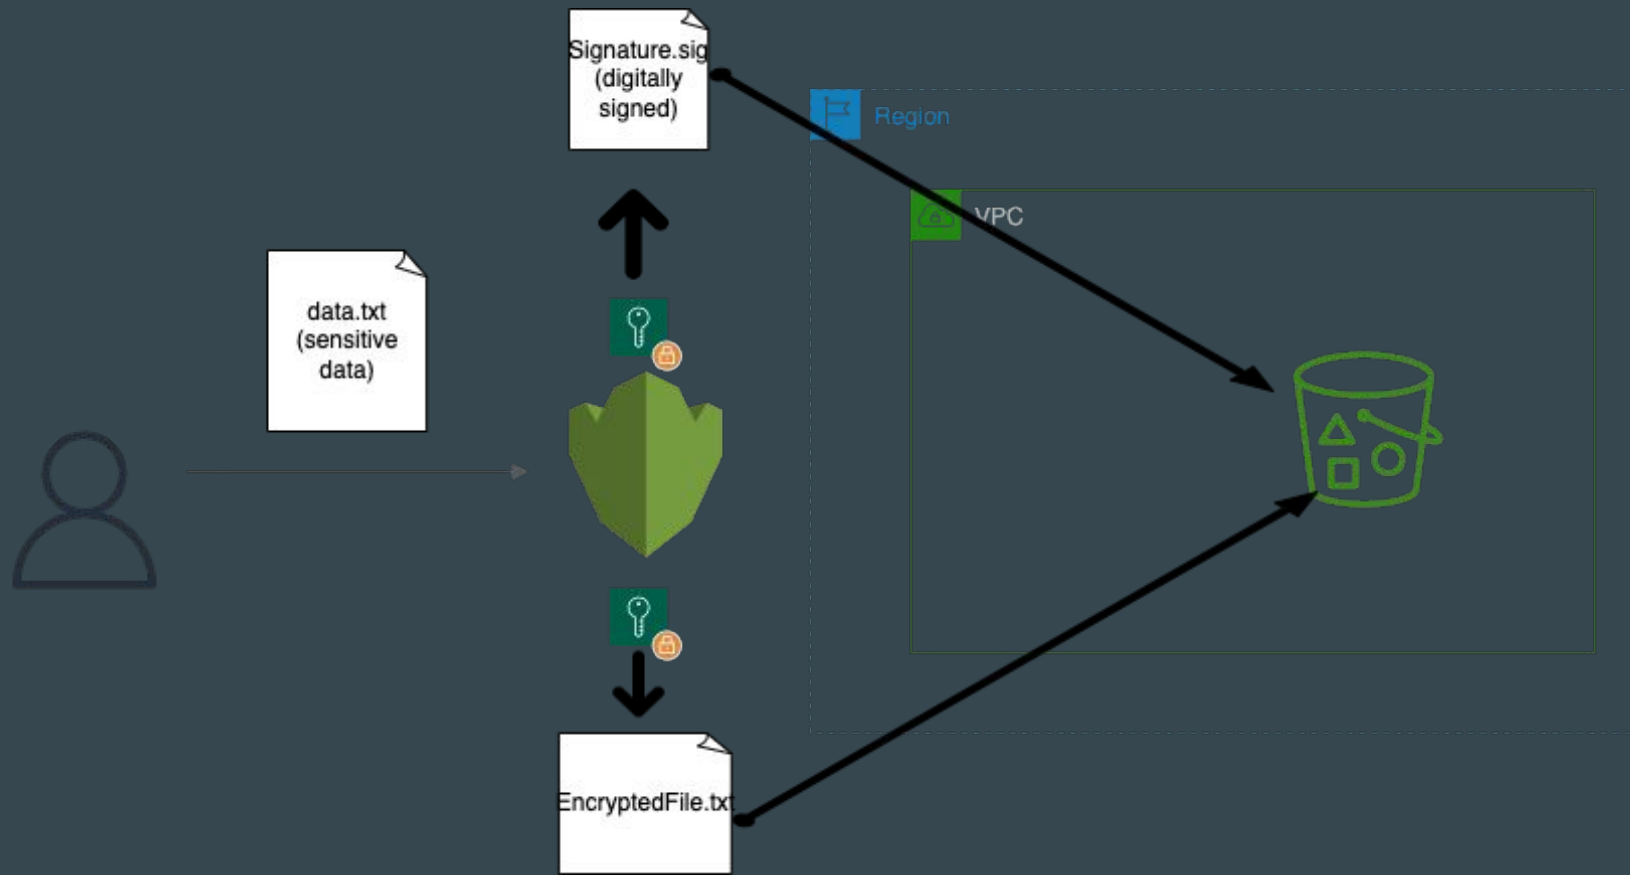 Signature.sig
(digitally
signed)
Region
VPC
data.txt
(sensitive
data)
EncryptedFile.txt